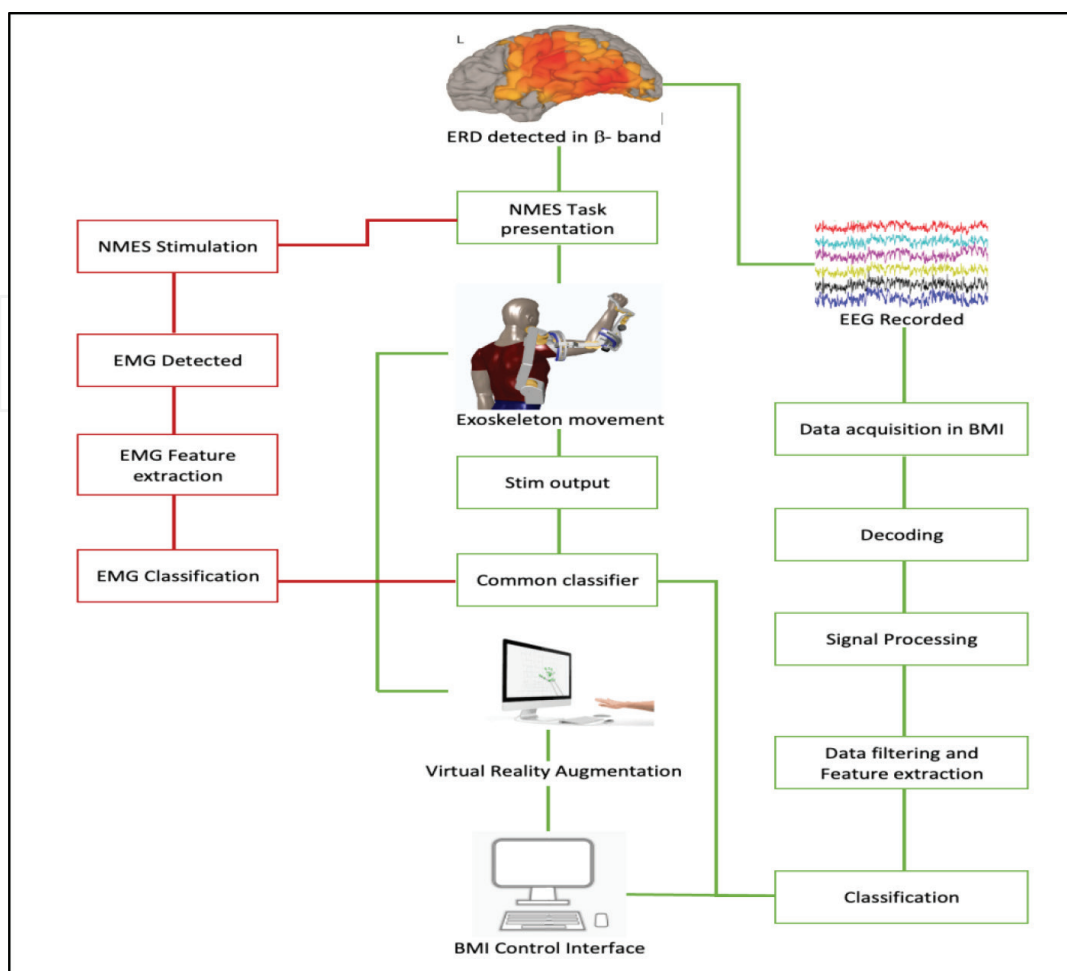 L
ERD detected in β- band
NMES Task
presentation
NMES Stimulation
EEG Recorded
EMG Detected
Exoskeleton movement
Data acquisition in BMI
EMG Feature
extraction
Stim output
Decoding
EMG Classification
Common classifier
Signal Processing
Virtual Reality Augmentation
Data filtering and
Feature extraction
Classification
BMI Control Interface